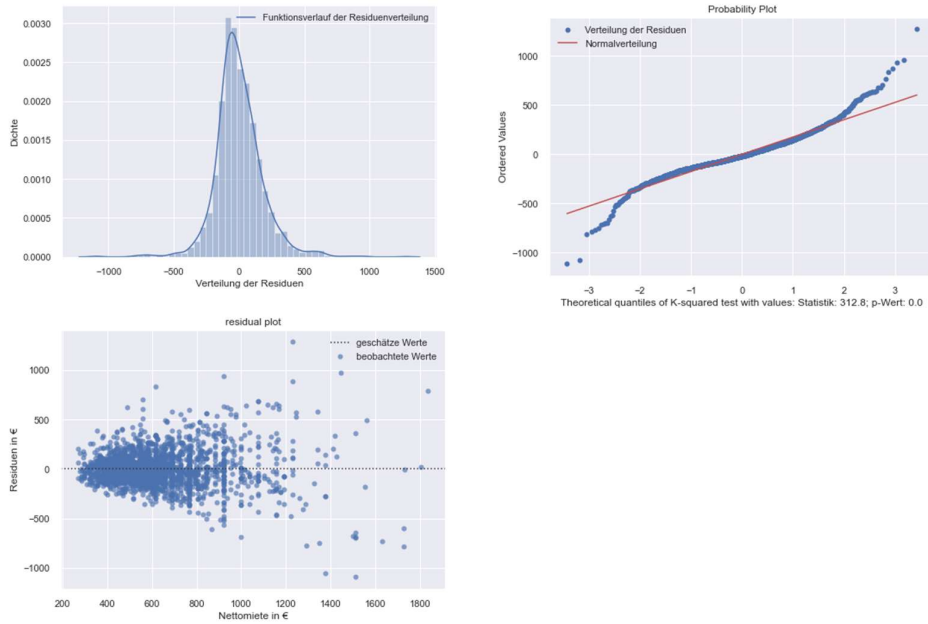 0.0030
0.0025
0.0020
0.0015
0.0010
0.0005
0.0000
Dichte
Funktionsverlauf der Residuenverteilung
−1000 −500 0 500 1000 1500
Verteilung der Residuen
Probability Plot
Verteilung der Residuen
Normalverteilung
1000
500
0
−500
−1000
Ordered Values
−3 −2 −1 0 1 2 3
Theoretical quantiles of K-squared test with values: Statistik: 312.8; p-Wert: 0.0
residual plot
geschätze Werte
beobachtete Werte
1000
500
0
−500
−1000
Residuen in €
200 400 600 800 1000 1200 1400 1600 1800
Nettomiete in €